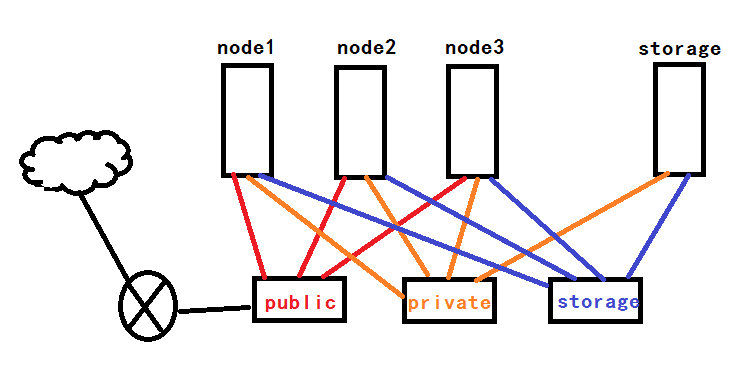 node1
node2
node3
storage
public
private
storage